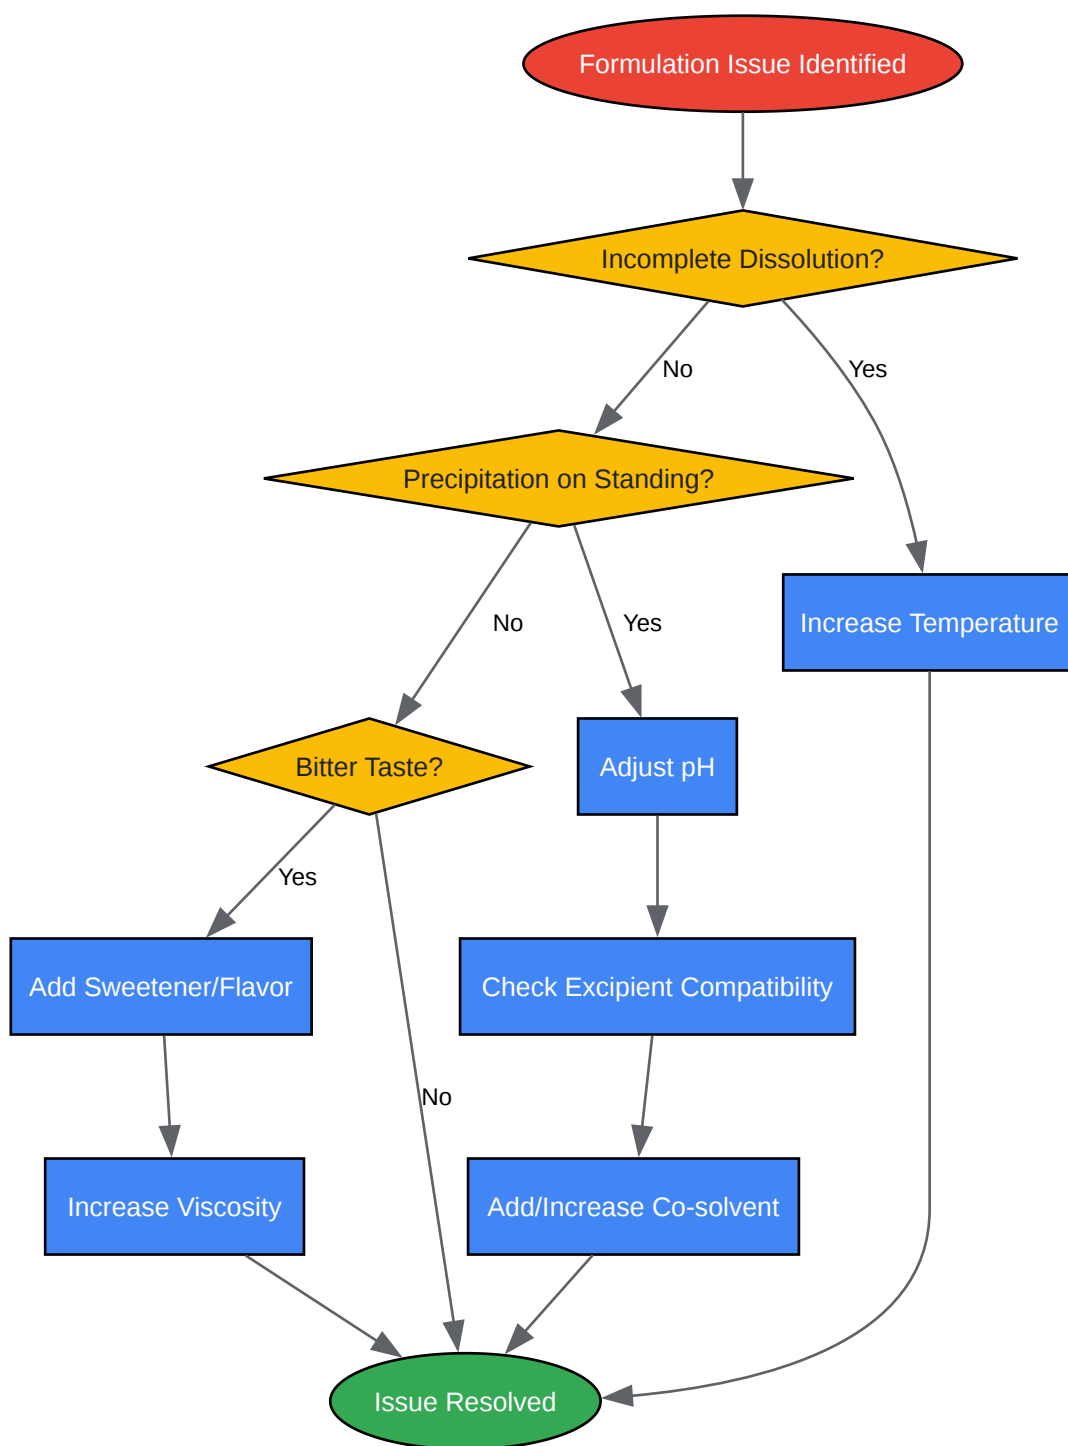 Formulation Issue Identified
Incomplete Dissolution?
No
Yes
Precipitation on Standing?
No
Yes
Increase Temperature
Bitter Taste?
Adjust pH
Yes
Add Sweetener/Flavor
Check Excipient Compatibility
No
Increase Viscosity
Add/Increase Co-solvent
Issue Resolved